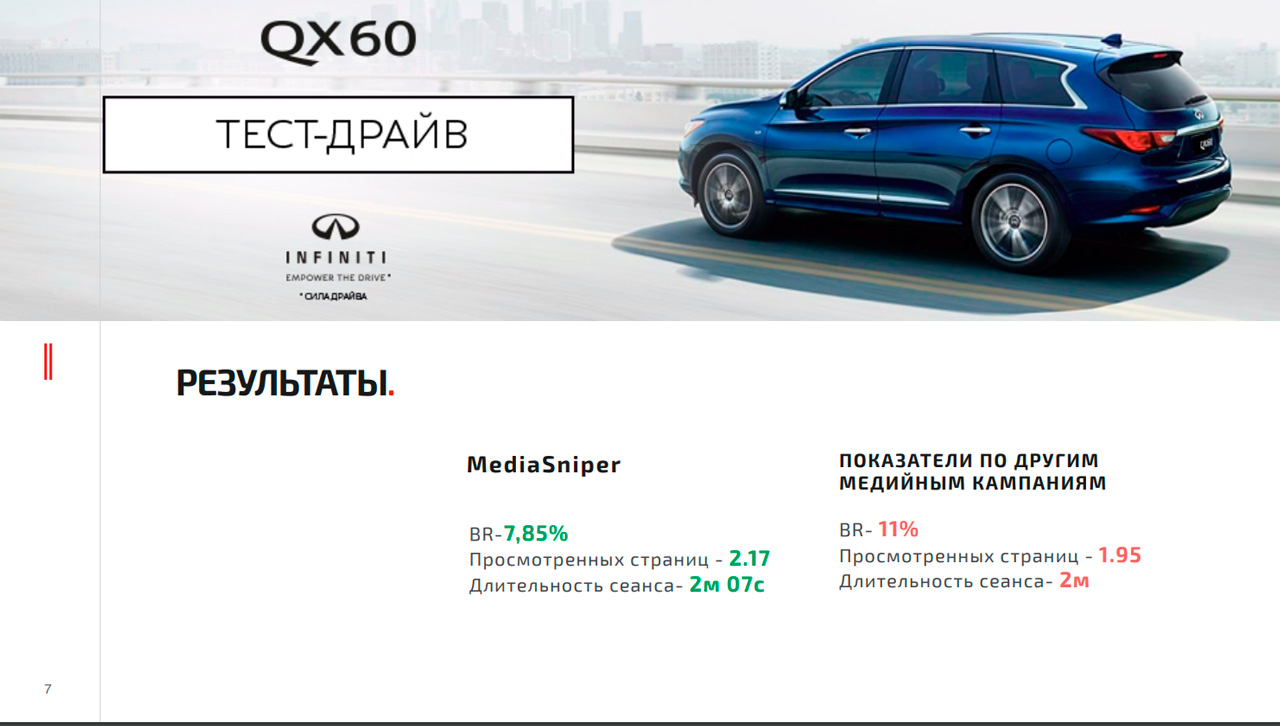 QX60
ТЕСТ-ДРАЙВ
INFINITI
EMPOWER THE DRIVE*
* СИЛА ДРАЙВА
QX60
РЕЗУЛЬТАТЫ.
MediaSniper
BR-7,85%
Просмотренных страниц - 2.17
Длительность сеанса- 2м 07с
ПОКАЗАТЕЛИ ПО ДРУГИМ
МЕДИЙНЫМ КАМПАНИЯМ
BR- 11%
Просмотренных страниц - 1.95
Длительность сеанса- 2м
7